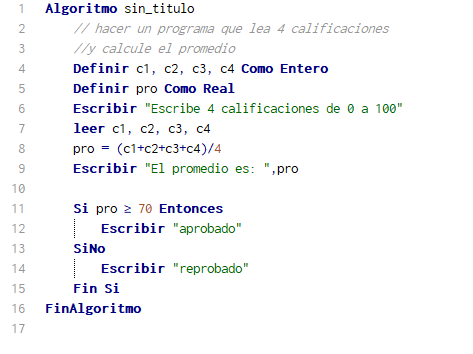 1 Algoritmo sin_titulo
2 // hacer un programa que lea 4 calificaciones
3 //y calcule el promedio
4 Definir c1, c2, c3, c4 Como Entero
5 Definir pro Como Real
6 Escribir "Escribe 4 calificaciones de 0 a 100"
7 leer c1, c2, c3, c4
8 pro = (c1+c2+c3+c4)/4
9 Escribir "El promedio es: ",pro
10
11 Si pro ≥ 70 Entonces
12 Escribir "aprobado"
13 SiNo
14 Escribir "reprobado"
15 Fin Si
16 FinAlgoritmo
17